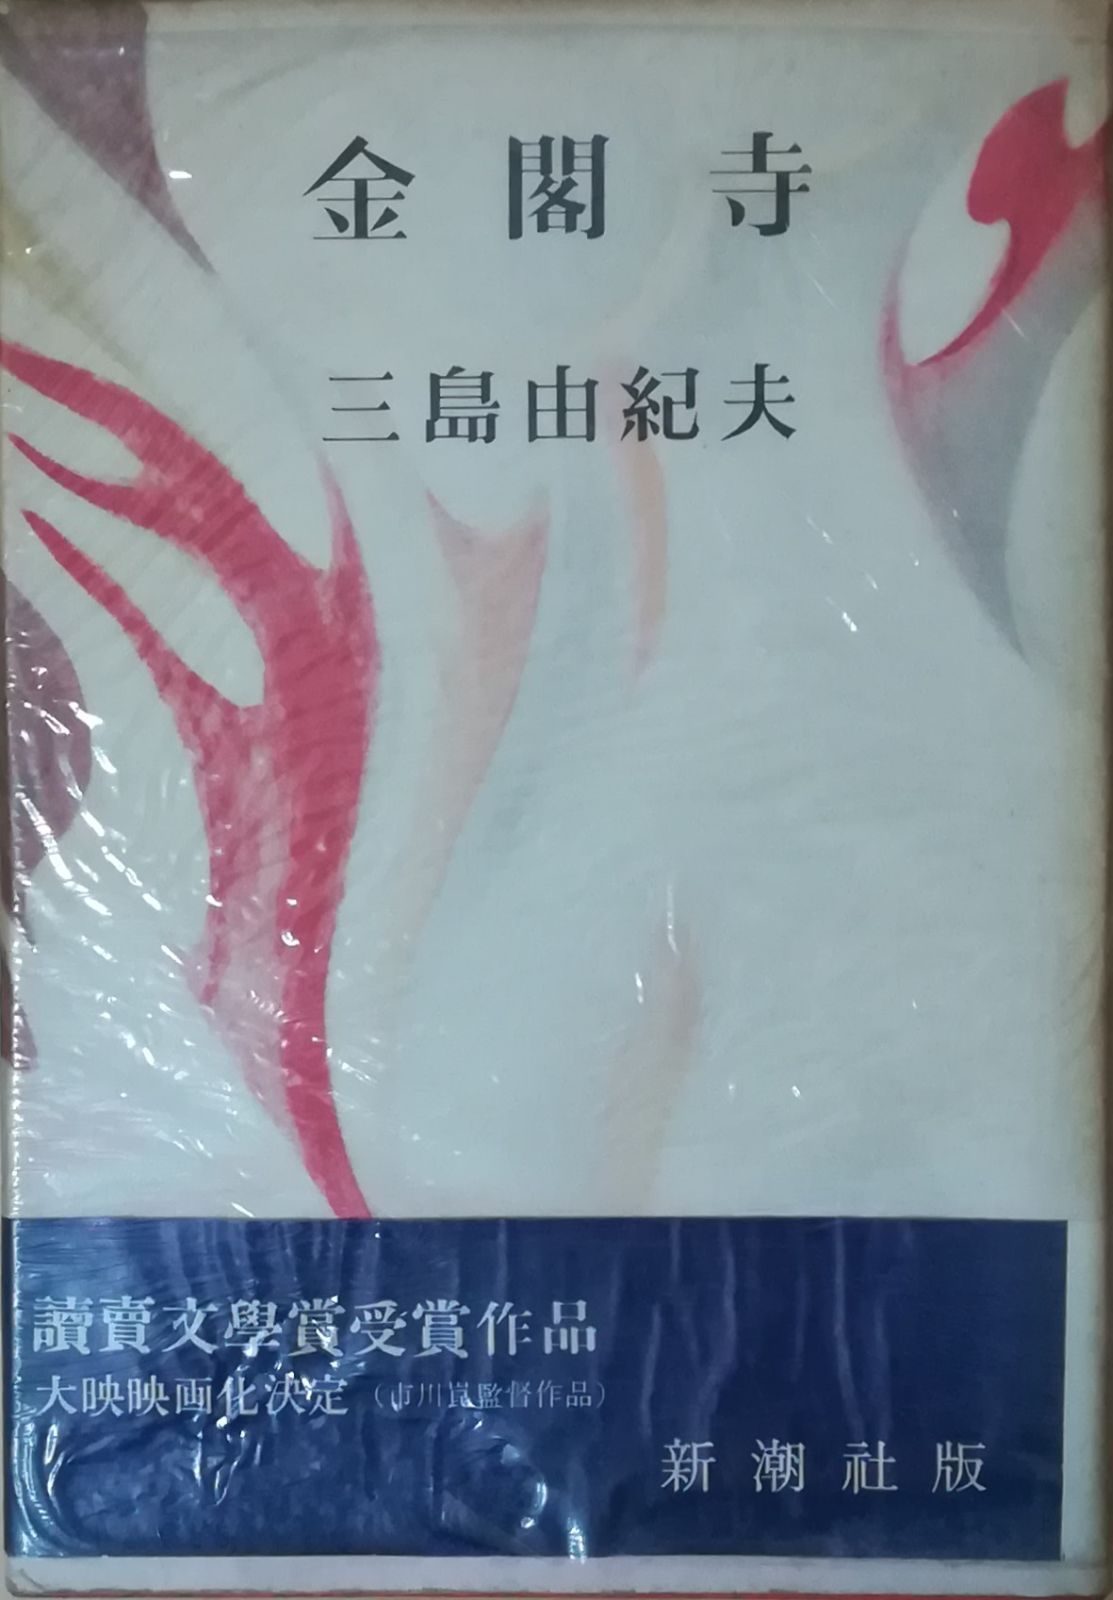 金閣寺
三島由紀夫
讀賣文學賞受賞作品
大映映画化決定（市川崑監督作品）
新潮社版